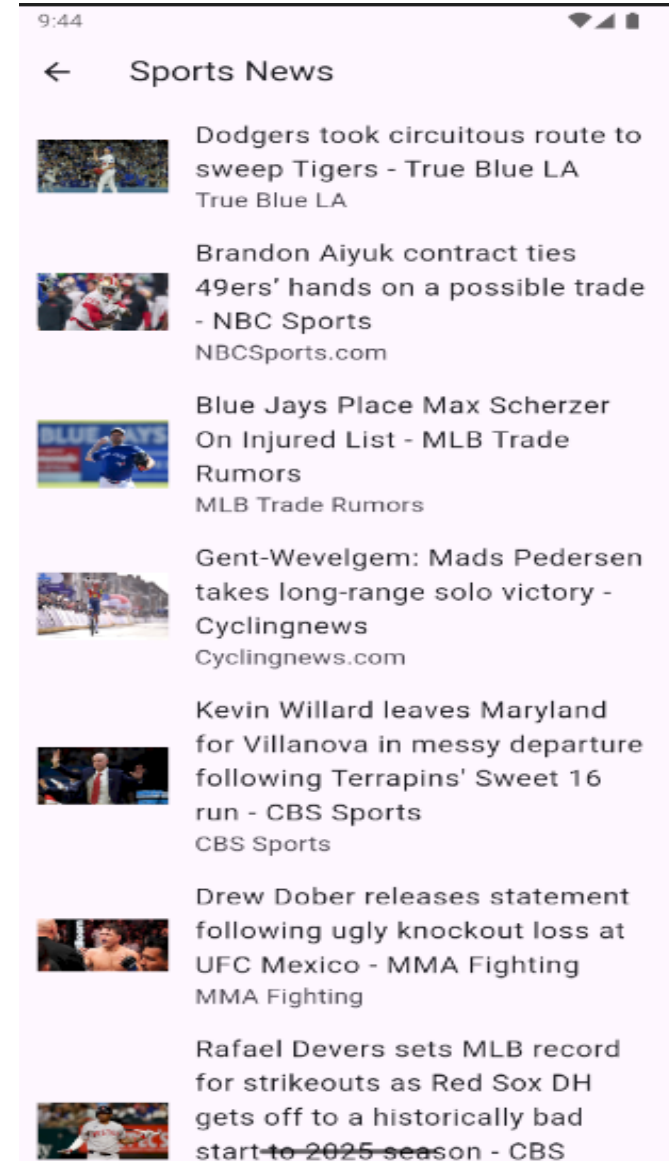 9:44
Sports News
Dodgers took circuitous route to
sweep Tigers - True Blue LA
True Blue LA
Brandon Aiyuk contract ties
49ers' hands on a possible trade
- NBC Sports
NBCSports.com
BLUE JAYS
Blue Jays Place Max Scherzer
On Injured List - MLB Trade
Rumors
MLB Trade Rumors
Gent-Wevelgem: Mads Pedersen
takes long-range solo victory -
Cyclingnews
Cyclingnews.com
Kevin Willard leaves Maryland
for Villanova in messy departure
following Terrapins' Sweet 16
run - CBS Sports
CBS Sports
Drew Dober releases statement
following ugly knockout loss at
UFC Mexico - MMA Fighting
MMA Fighting
Rafael Devers sets MLB record
for strikeouts as Red Sox DH
gets off to a historically bad
start to 2025 season - CBS